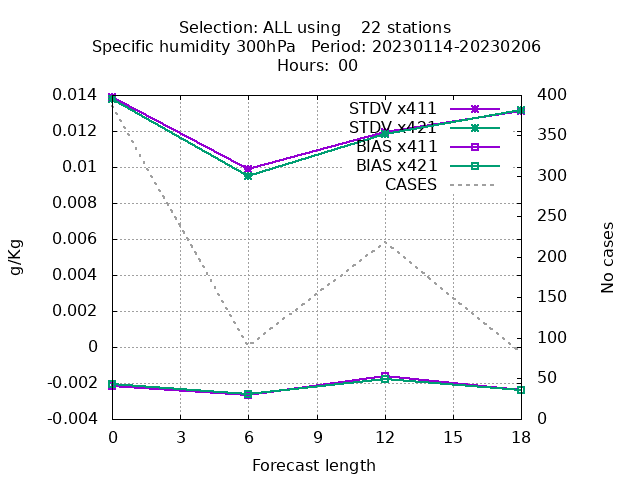 Selection: ALL using    22 stations
Specific humidity 300hPa   Period: 20230114-20230206
Hours:  00
0.014
0.012
0.01
0.008
0.006
0.004
0.002
0
-0.002
-0.004
g/Kg
STDV x411
STDV x421
BIAS x411
BIAS x421
CASES
400
350
300
250
200
150
100
50
0
No cases
0 3 6 9 12 15 18
Forecast length